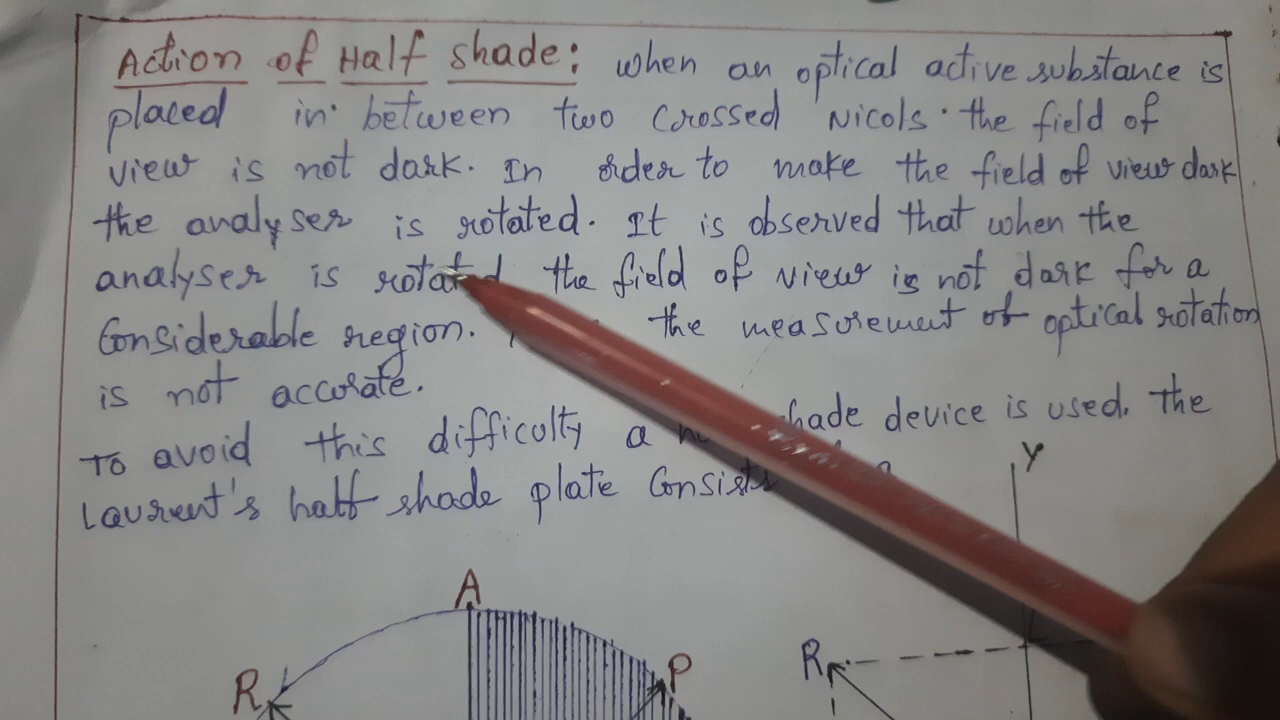 Action of Half shade: when an optical active substance is
placed in between two crossed Nicols. the field of
view is not dark. In order to make the field of view dark
the analyser is rotated. It is observed that when the
analyser is rotated the field of view is not dark for a
Considerable region. the measurement of optical rotation
is not accurate.
To avoid this difficulty a shade device is used. The
Laurent's half shade plate Consists
Y
A
R P R